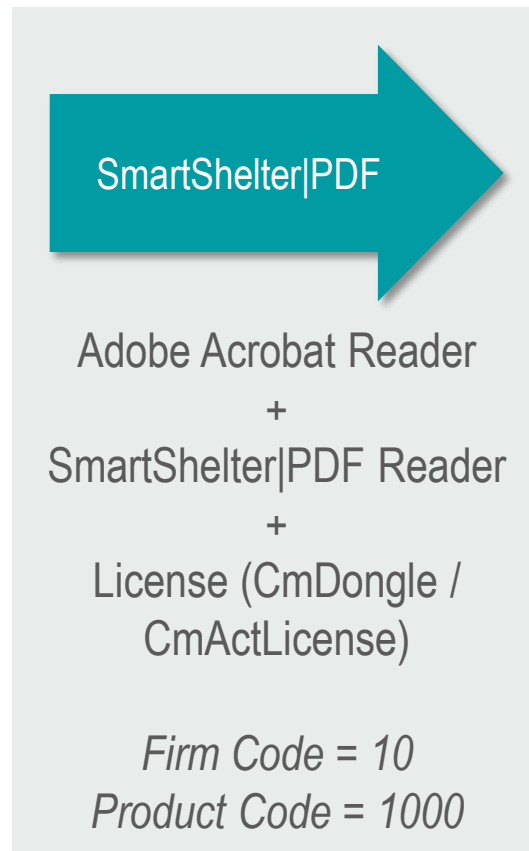 SmartShelter|PDF
Adobe Acrobat Reader
+
SmartShelter|PDF Reader
+
License (CmDongle /
CmActLicense)
Firm Code = 10
Product Code = 1000